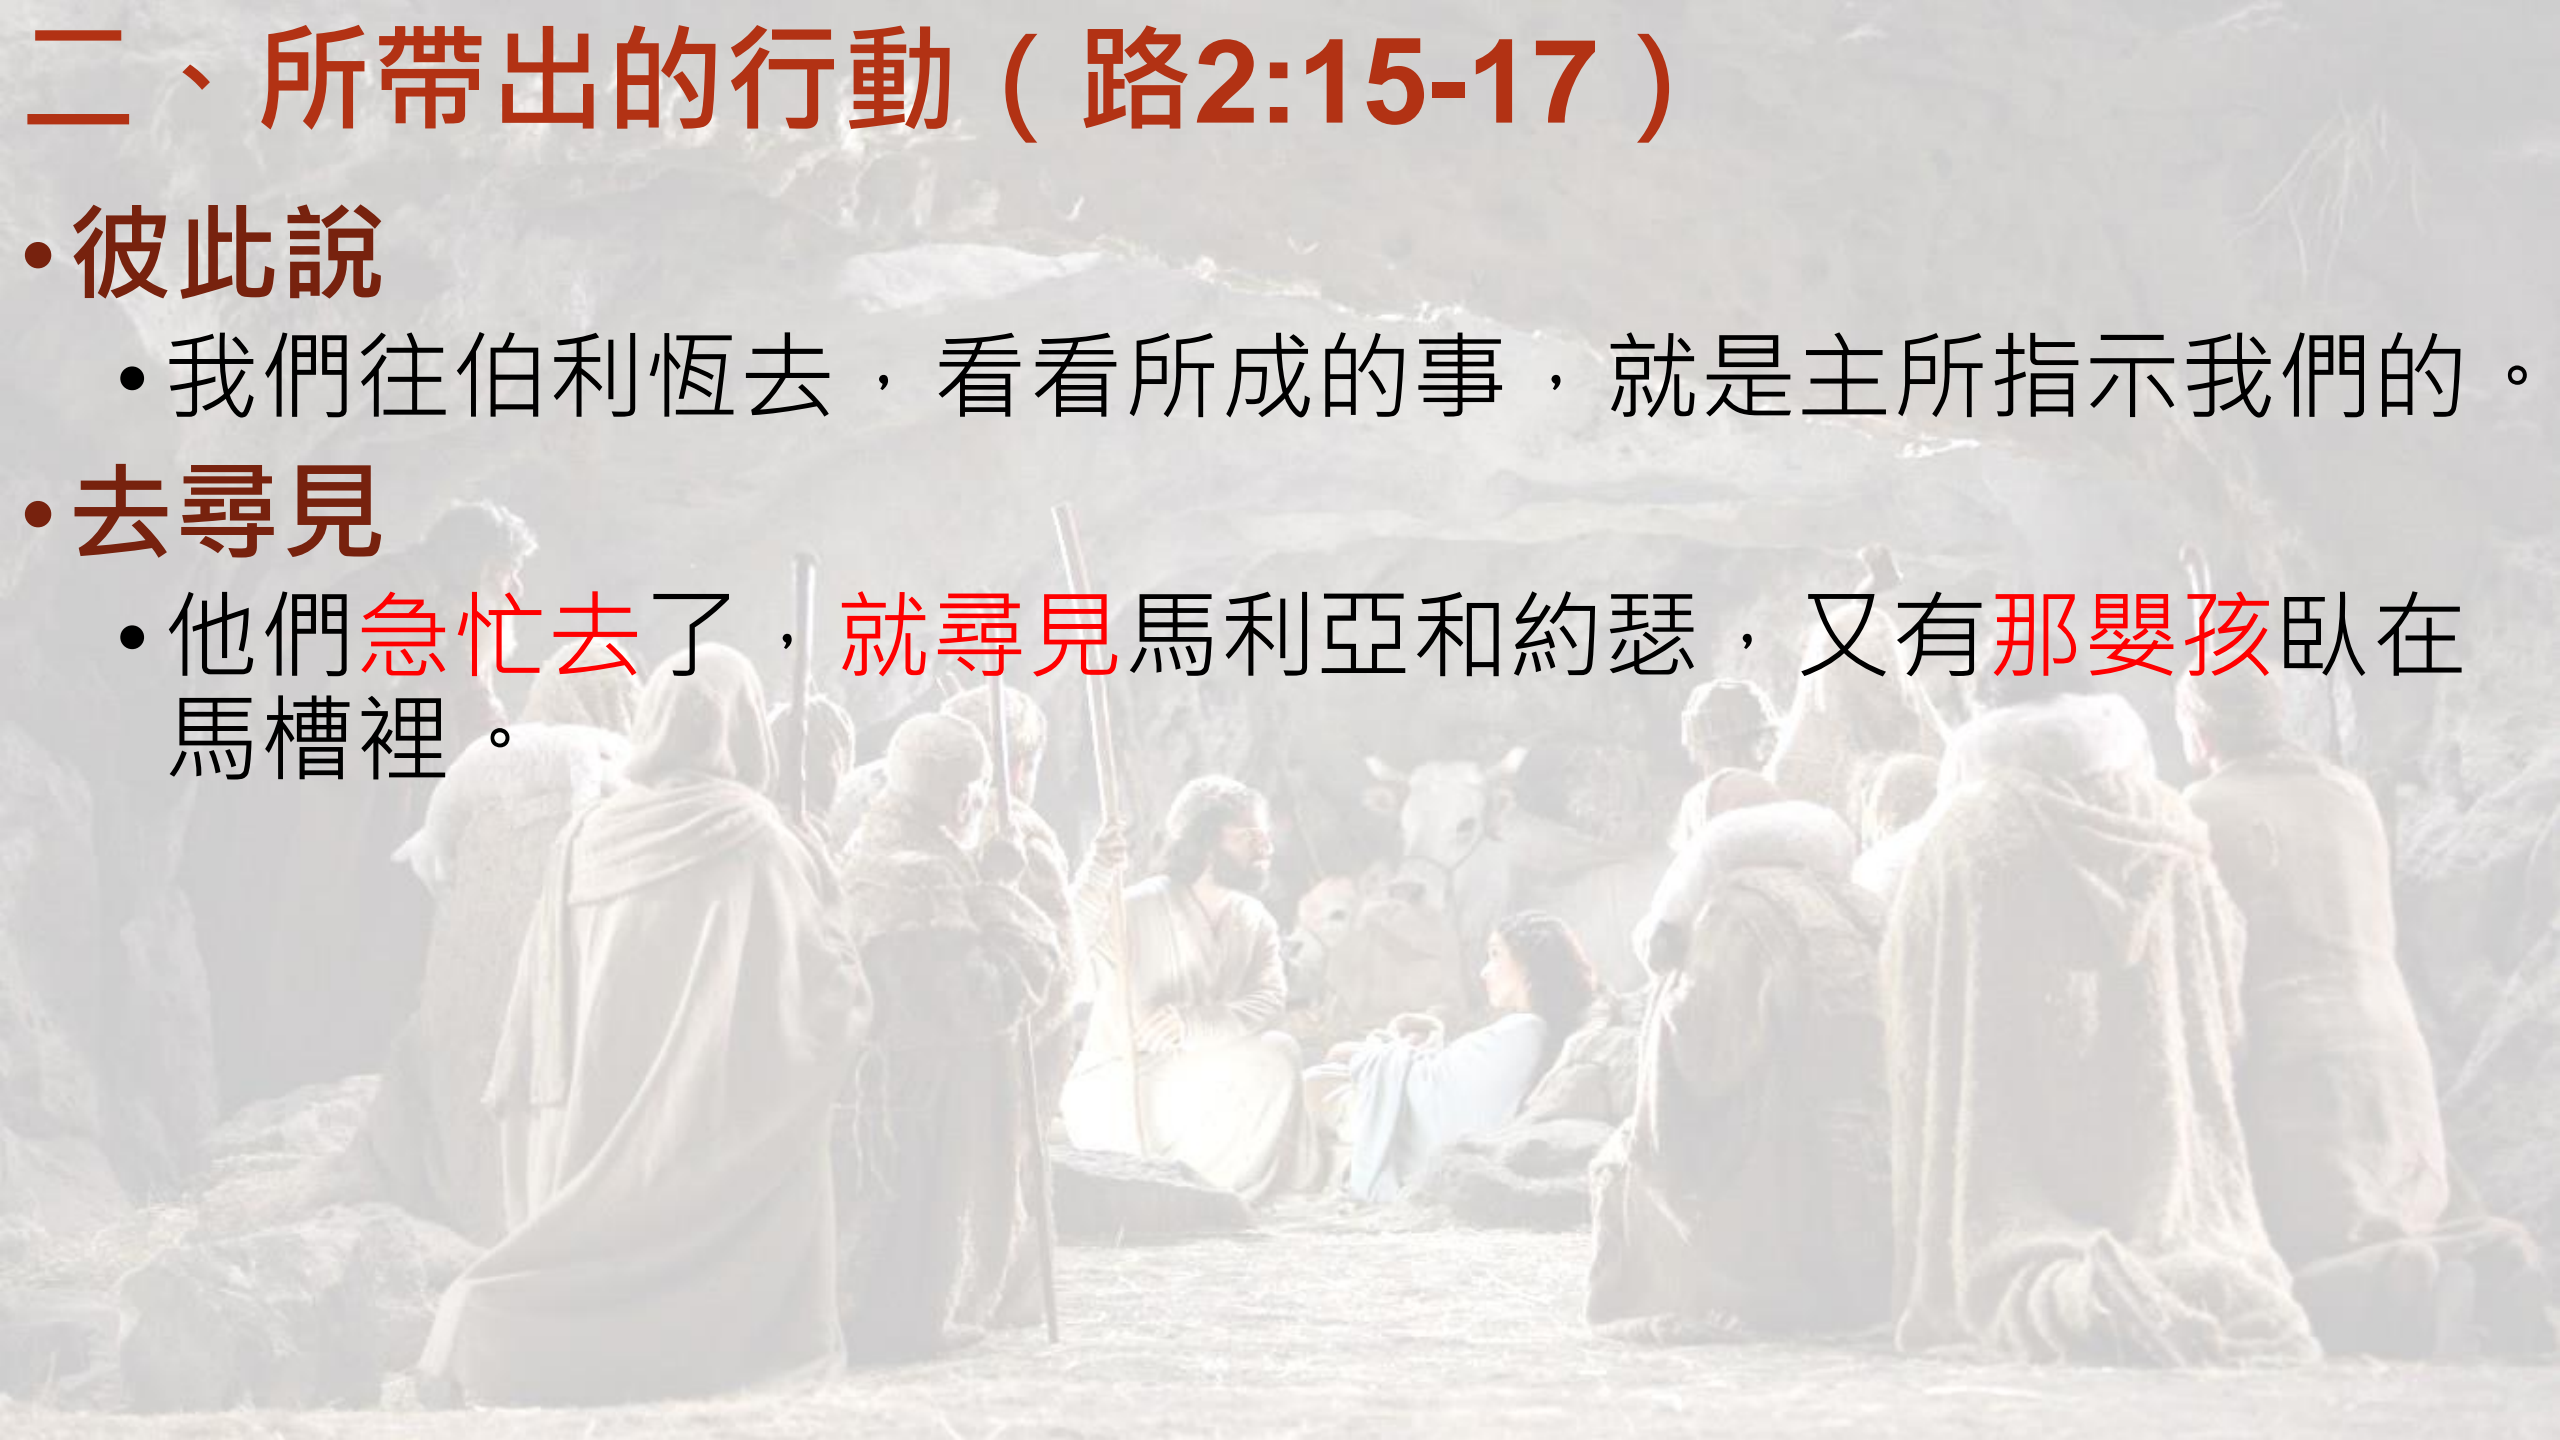 二、所帶出的行動（路2:15-17）
•彼此說
•我們往伯利恆去，看看所成的事，就是主所指示我們的。
•去尋見
•他們急忙去了，就尋見馬利亞和約瑟，又有那嬰孩臥在
馬槽裡。